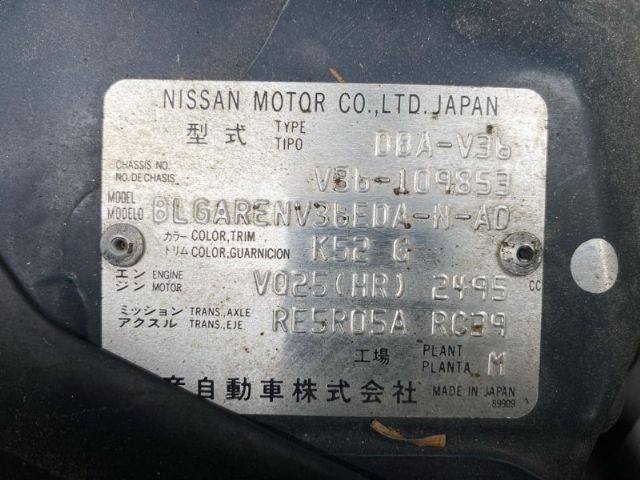 NISSAN MOTOR CO.,LTD.JAPAN
型式 TYPE TIPO DBA-V36
CHASSIS NO. NO.DE CHASIS V36-109853
MODEL MODELO BLGARENV36EDA-N-AD
カラー COLOR,TRIM
トリム COLOR,GUARNICION K52 G
エンジン ENGINE MOTOR VQ25(HR) 2495 CC
ミッション TRANS.,AXLE
アクスル TRANS.,EJE RE5R05A RC39
工場 PLANT PLANTA M
産自動車株式会社 MADE IN JAPAN
89909